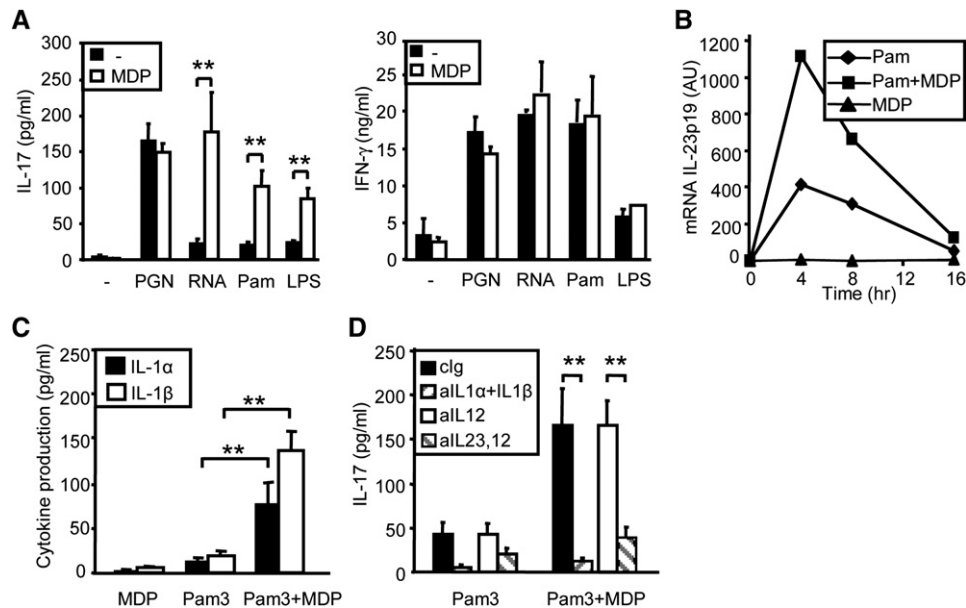 A
IL-17 (pg/ml)
250
200
150
100
50
0
-
MDP
**
**
**
- PGN RNA Pam LPS
IFN-γ (ng/ml)
30
25
20
15
10
5
0
-
MDP
- PGN RNA Pam LPS
B
mRNA IL-23p19 (AU)
1200
1000
800
600
400
200
0
Pam
Pam+MDP
MDP
0 4 8 12 16
Time (hr)
C
Cytokine production (pg/ml)
250
200
150
100
50
0
IL-1α
IL-1β
**
**
MDP Pam3 Pam3+MDP
D
IL-17 (pg/ml)
250
200
150
100
50
0
cIg
aIL1α+IL1β
aIL12
aIL23,12
** **
Pam3 Pam3+MDP